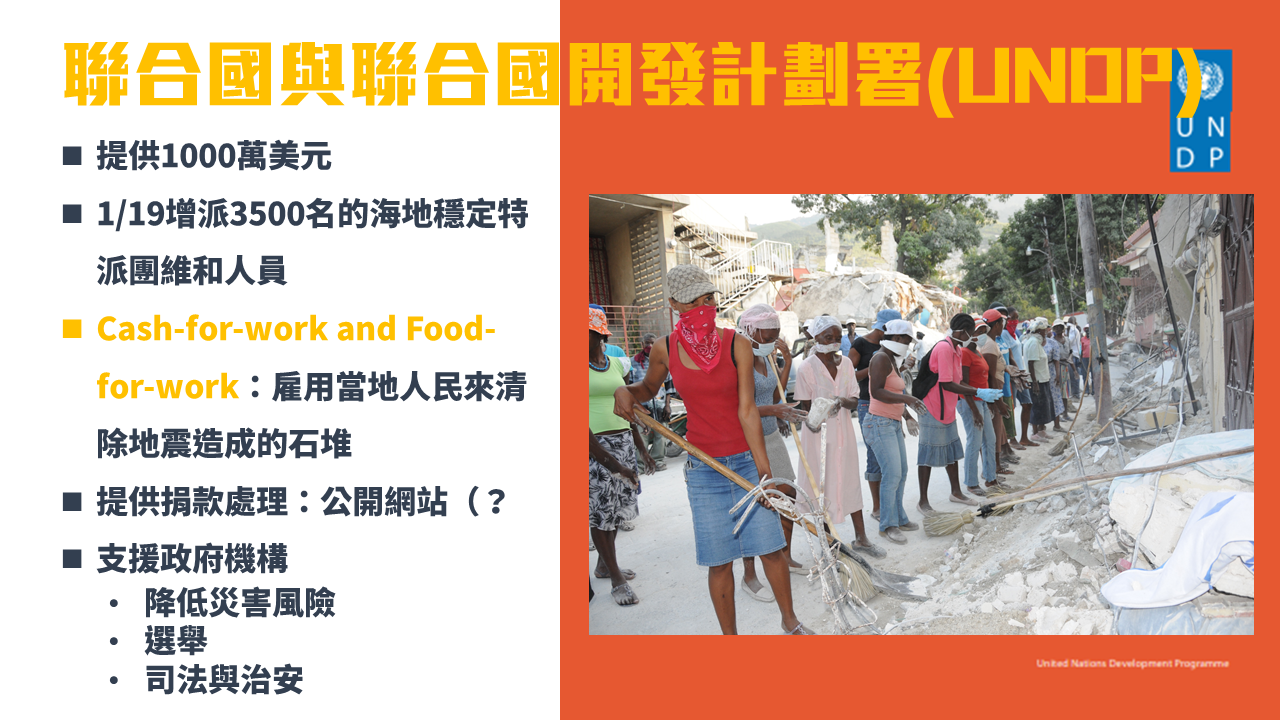 聯合國與聯合國開發計劃署(UNDP)
UN
DP
提供1000萬美元
1/19增派3500名的海地穩定特
派團維和人員
Cash-for-work and Food-
for-work：雇用當地人民來清
除地震造成的石堆
提供捐款處理：公開網站（？
支援政府機構
降低災害風險
選舉
司法與治安
United Nations Development Programme